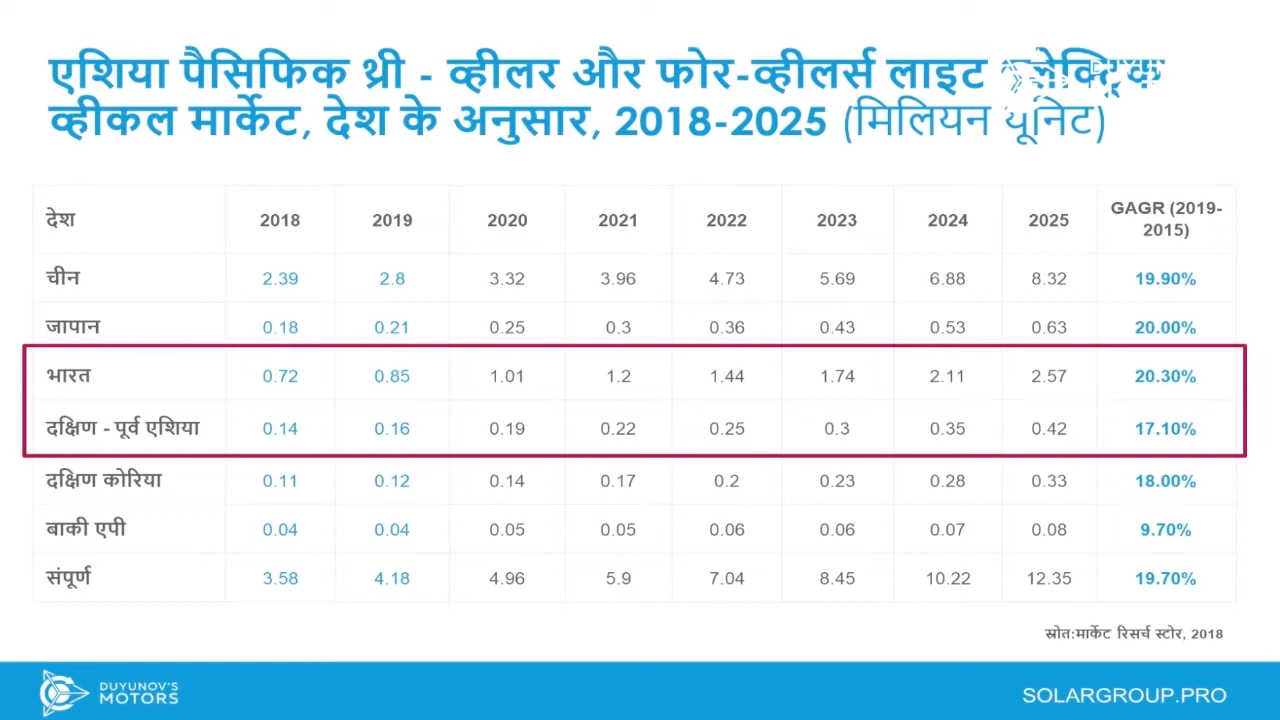 एशिया पैसिफिक थ्री - व्हीलर और फोर-व्हीलर्स लाइट
व्हीकल मार्केट, देश के अनुसार, 2018-2025 (मिलियन यूनिट)
देश 2018 2019 2020 2021 2022 2023 2024 2025 GAGR (2019-2015)
चीन 2.39 2.8 3.32 3.96 4.73 5.69 6.88 8.32 19.90%
जापान 0.18 0.21 0.25 0.3 0.36 0.43 0.53 0.63 20.00%
भारत 0.72 0.85 1.01 1.2 1.44 1.74 2.11 2.57 20.30%
दक्षिण - पूर्व एशिया 0.14 0.16 0.19 0.22 0.25 0.3 0.35 0.42 17.10%
दक्षिण कोरिया 0.11 0.12 0.14 0.17 0.2 0.23 0.28 0.33 18.00%
बाकी एपी 0.04 0.04 0.05 0.05 0.06 0.06 0.07 0.08 9.70%
संपूर्ण 3.58 4.18 4.96 5.9 7.04 8.45 10.22 12.35 19.70%
स्रोत:मार्केट रिसर्च स्टोर, 2018
DUYUNOV'S
MOTORS
SOLARGROUP.PRO